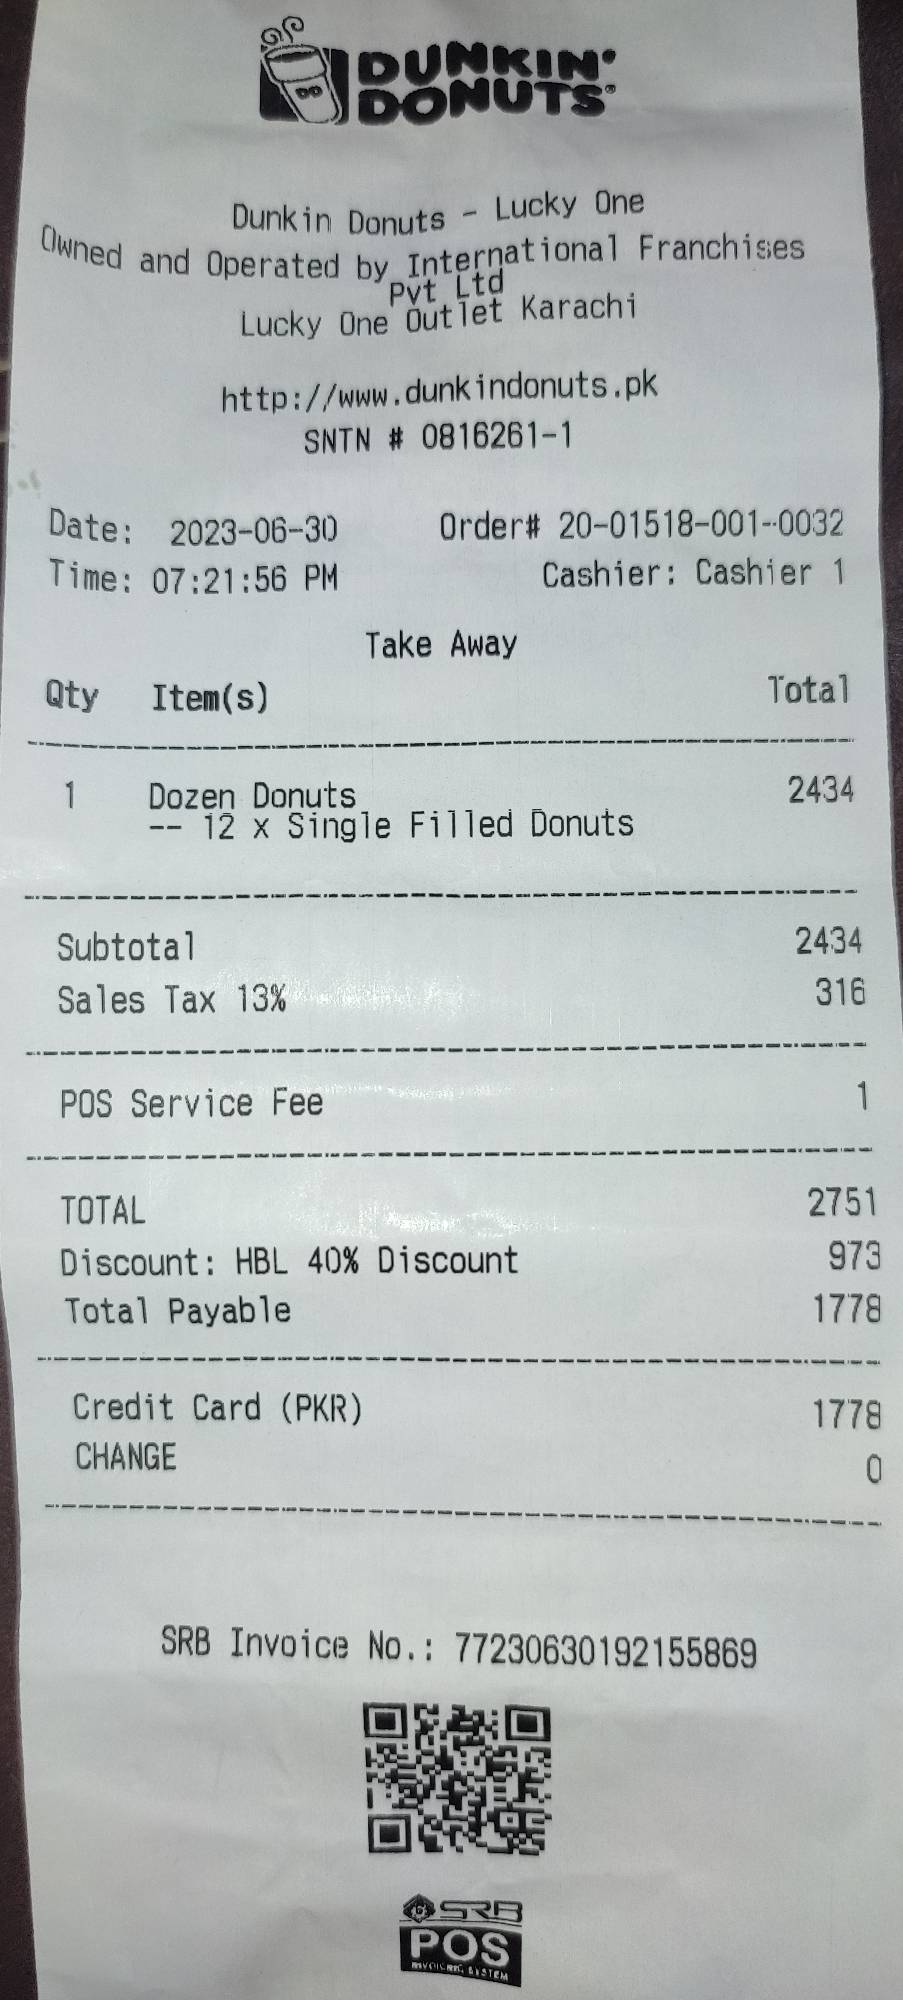 DUNKIN'
DONUTS
Dunkin Donuts - Lucky One
Owned and Operated by International Franchises
Pvt Ltd
Lucky One Outlet Karachi
http://www.dunkindonuts.pk
SNTN # 0816261-1
Date: 2023-06-30 Order# 20-01518-001-0032
Time: 07:21:56 PM Cashier: Cashier 1
Take Away
Qty Item(s) Total
1 Dozen Donuts 2434
-- 12 x Single Filled Donuts
Subtotal 2434
Sales Tax 13% 316
POS Service Fee 1
TOTAL 2751
Discount: HBL 40% Discount 973
Total Payable 1778
Credit Card (PKR) 1778
CHANGE 0
SRB Invoice No.: 77230630192155869
SRB
POS
INVOICING SYSTEM